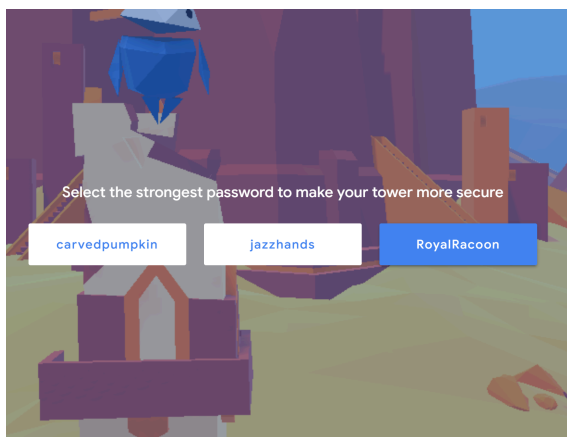 Select the strongest password to make your tower more secure
carvedpumpkin
jazzhands
RoyalRacoon